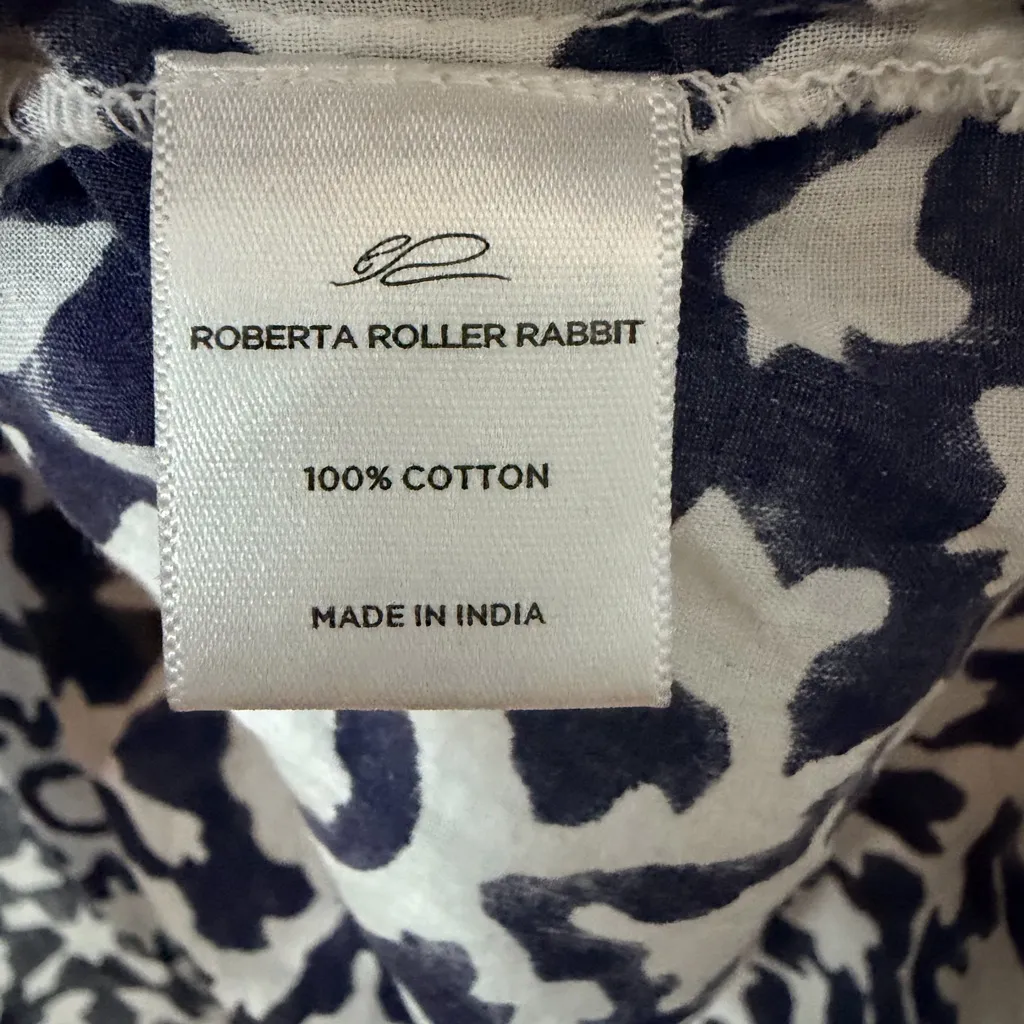 ROBERTA ROLLER RABBIT
100% COTTON
MADE IN INDIA